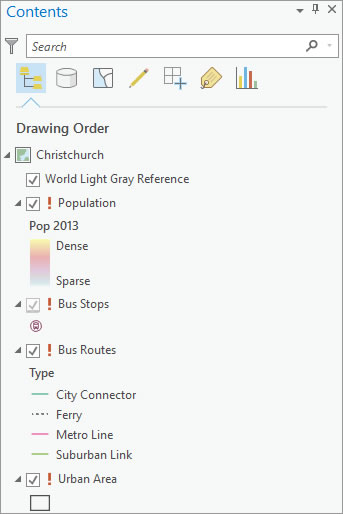 Contents
Search
Drawing Order
Christchurch
World Light Gray Reference
Population
Pop 2013
Dense
Sparse
Bus Stops
Bus Routes
Type
City Connector
Ferry
Metro Line
Suburban Link
Urban Area